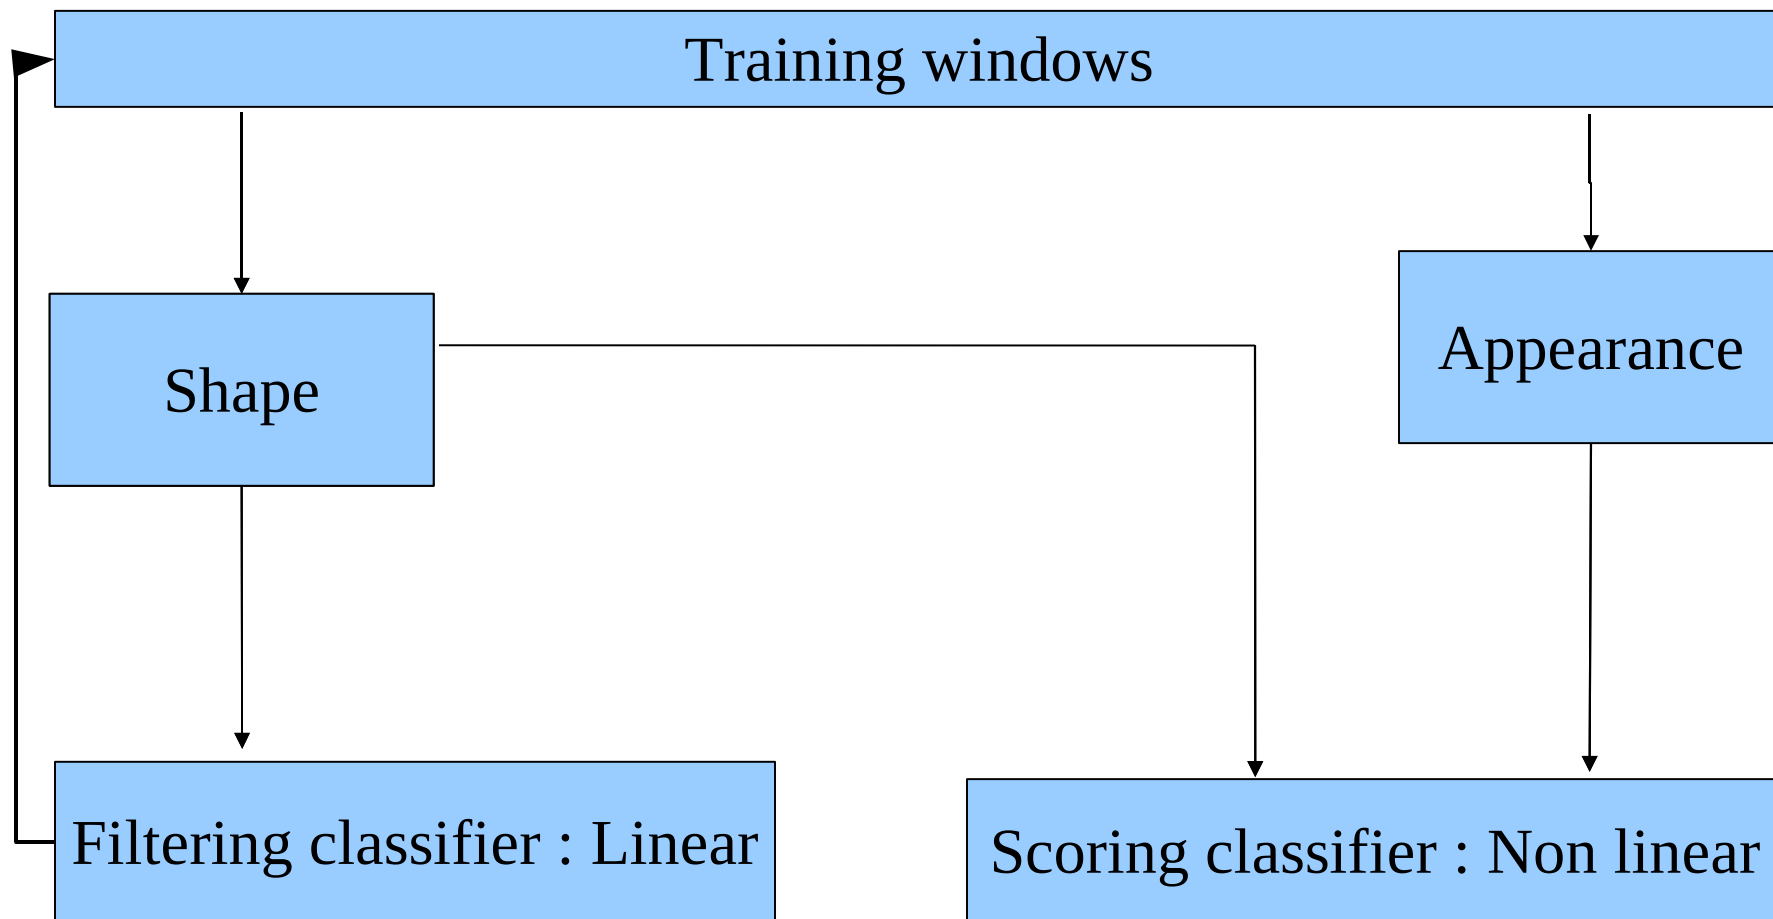 Training windows
Shape
Appearance
Filtering classifier : Linear
Scoring classifier : Non linear